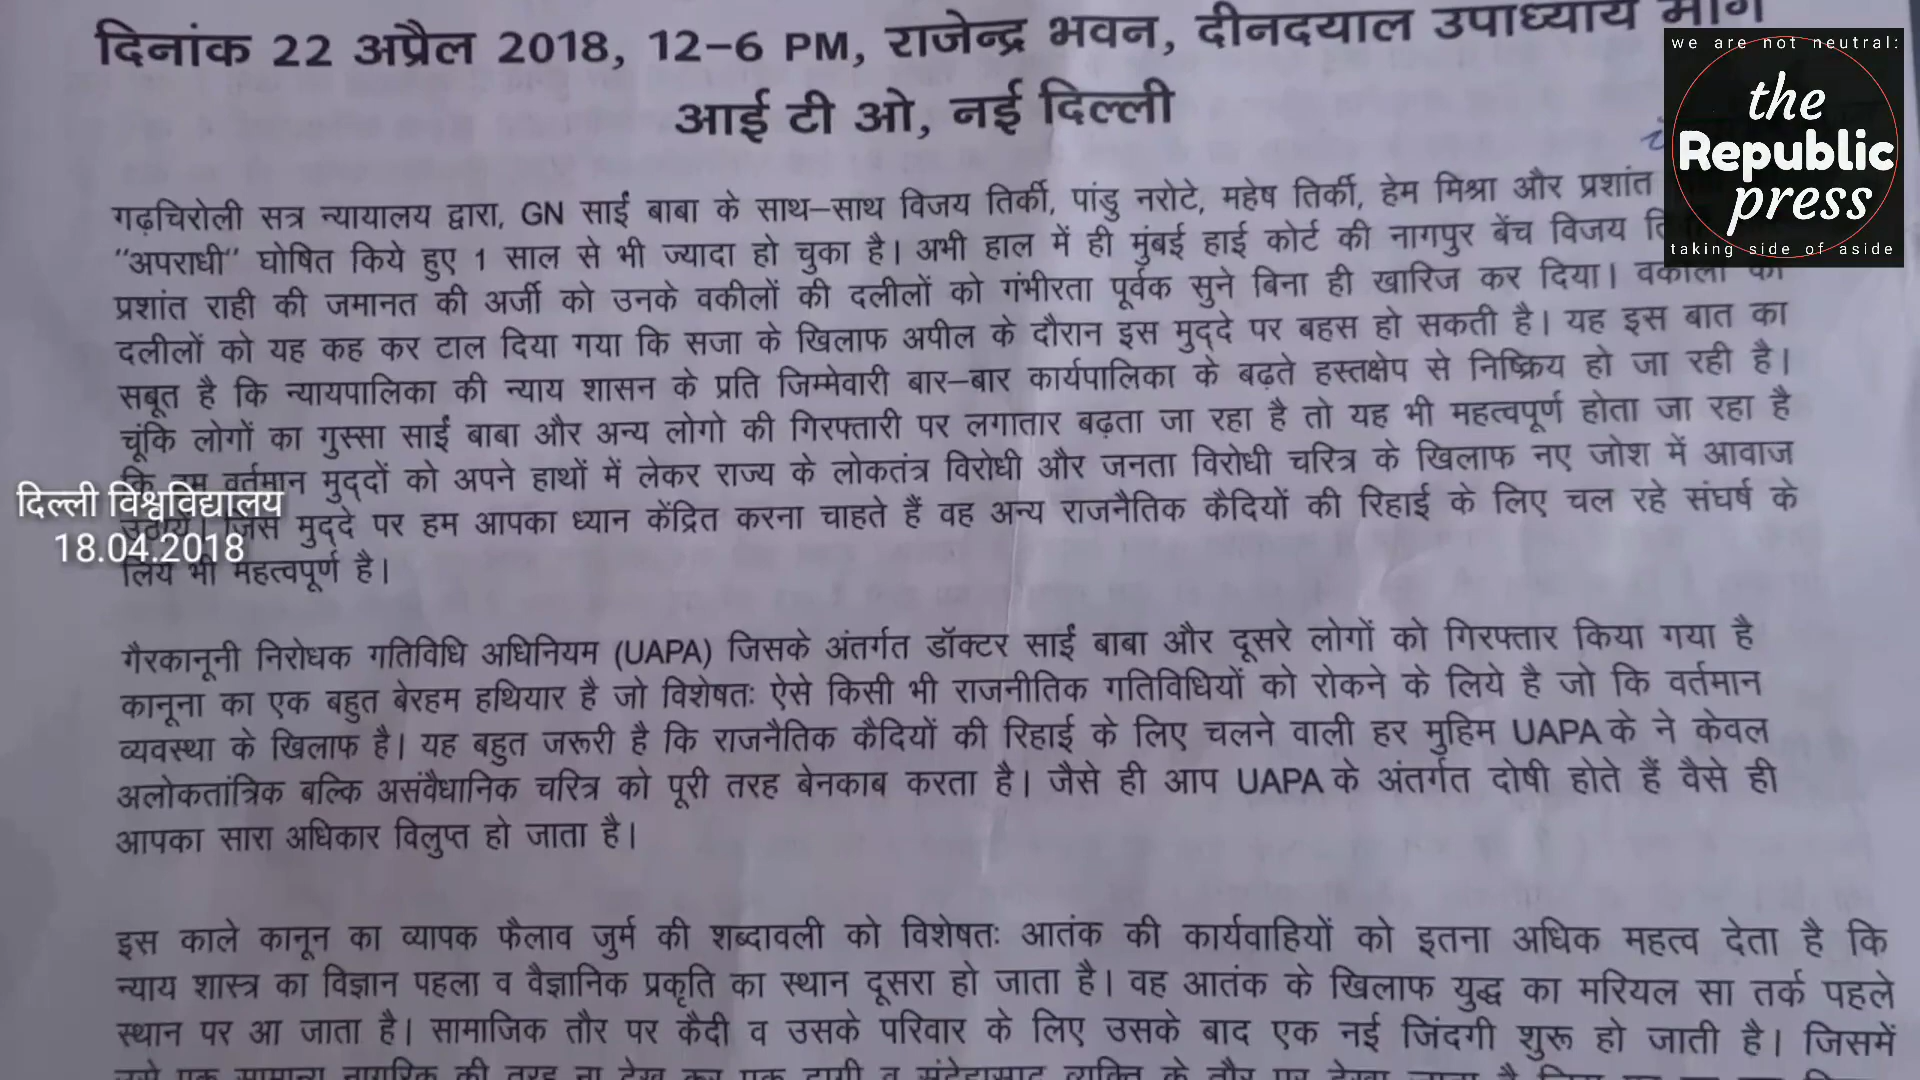 दिनांक 22 अप्रैल 2018, 12–6 PM, राजेन्द्र भवन, दीनदयाल उपाध्याय मार्ग
आई टी ओ, नई दिल्ली
we are not neutral:
the
Republic
press
taking side of aside
गढ़चिरोली सत्र न्यायालय द्वारा, GN साई बाबा के साथ–साथ विजय तिर्की, पांडु नरोटे, महेष तिर्की, हेम मिश्रा और प्रशांत
“अपराधी” घोषित किये हुए 1 साल से भी ज्यादा हो चुका है। अभी हाल में ही मुंबई हाई कोर्ट की नागपुर बेंच विजय
प्रशांत राही की जमानत की अर्जी को उनके वकीलों की दलीलों को गंभीरता पूर्वक सुने बिना ही खारिज कर दिया। वकीलों की
दलीलों को यह कह कर टाल दिया गया कि सजा के खिलाफ अपील के दौरान इस मुद्दे पर बहस हो सकती है। यह इस बात का
सबूत है कि न्यायपालिका की न्याय शासन के प्रति जिम्मेवारी बार–बार कार्यपालिका के बढ़ते हस्तक्षेप से निष्क्रिय हो जा रही है।
चूंकि लोगों का गुस्सा साई बाबा और अन्य लोगो की गिरफ्तारी पर लगातार बढ़ता जा रहा है तो यह भी महत्वपूर्ण होता जा रहा है
कि हम वर्तमान मुद्दों को अपने हाथों में लेकर राज्य के लोकतंत्र विरोधी और जनता विरोधी चरित्र के खिलाफ नए जोश में आवाज
दिल्ली विश्वविद्यालय
जिस मुद्दे पर हम आपका ध्यान केंद्रित करना चाहते हैं वह अन्य राजनैतिक कैदियों की रिहाई के लिए चल रहे संघर्ष के
18.04.2018
लिये भी महत्वपूर्ण है।
गैरकानूनी निरोधक गतिविधि अधिनियम (UAPA) जिसके अंतर्गत डॉक्टर साई बाबा और दूसरे लोगों को गिरफ्तार किया गया है
कानूना का एक बहुत बेरहम हथियार है जो विशेषतः ऐसे किसी भी राजनीतिक गतिविधियों को रोकने के लिये है जो कि वर्तमान
व्यवस्था के खिलाफ है। यह बहुत जरूरी है कि राजनैतिक कैदियों की रिहाई के लिए चलने वाली हर मुहिम UAPA के ने केवल
अलोकतांत्रिक बल्कि असंवैधानिक चरित्र को पूरी तरह बेनकाब करता है। जैसे ही आप UAPA के अंतर्गत दोषी होते हैं वैसे ही
आपका सारा अधिकार विलुप्त हो जाता है।
इस काले कानून का व्यापक फैलाव जुर्म की शब्दावली को विशेषतः आतंक की कार्यवाहियों को इतना अधिक महत्व देता है कि
न्याय शास्त्र का विज्ञान पहला व वैज्ञानिक प्रकृति का स्थान दूसरा हो जाता है। वह आतंक के खिलाफ युद्ध का मरियल सा तर्क पहले
स्थान पर आ जाता है। सामाजिक तौर पर कैदी व उसके परिवार के लिए उसके बाद एक नई जिंदगी शुरू हो जाती है। जिसमें